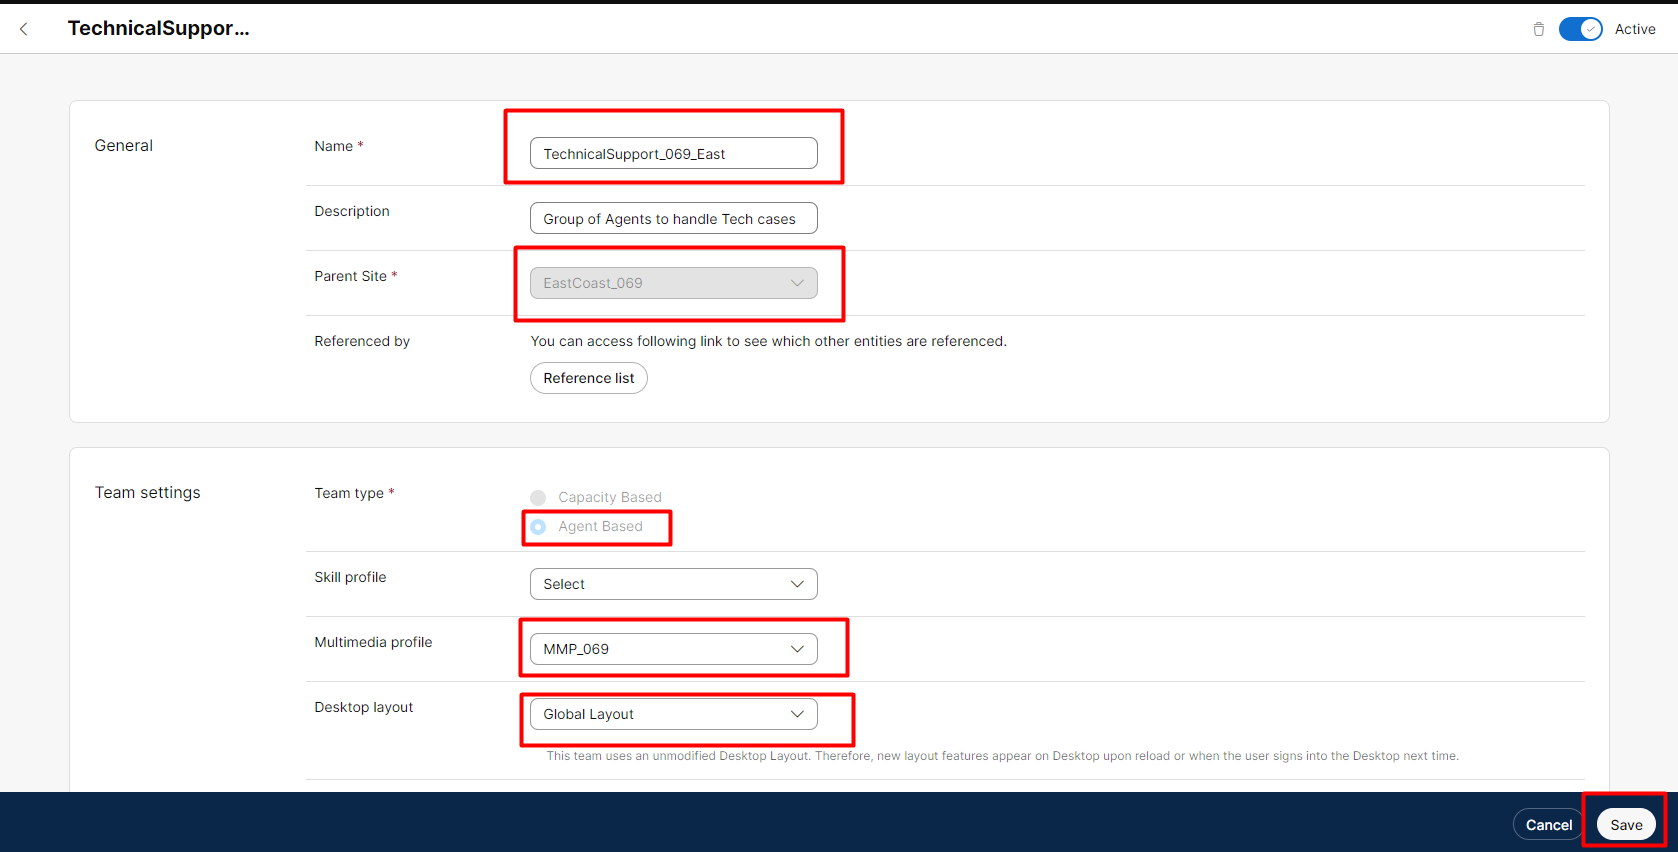 TechnicalSuppor...
Active
General
Name *
TechnicalSupport_069_East
Description
Group of Agents to handle Tech cases
Parent Site *
EastCoast_069
Referenced by
You can access following link to see which other entities are referenced.
Reference list
Team settings
Team type *
Capacity Based
Agent Based
Skill profile
Select
Multimedia profile
MMP_069
Desktop layout
Global Layout
This team uses an unmodified Desktop Layout. Therefore, new layout features appear on Desktop upon reload or when the user signs into the Desktop next time.
Cancel
Save